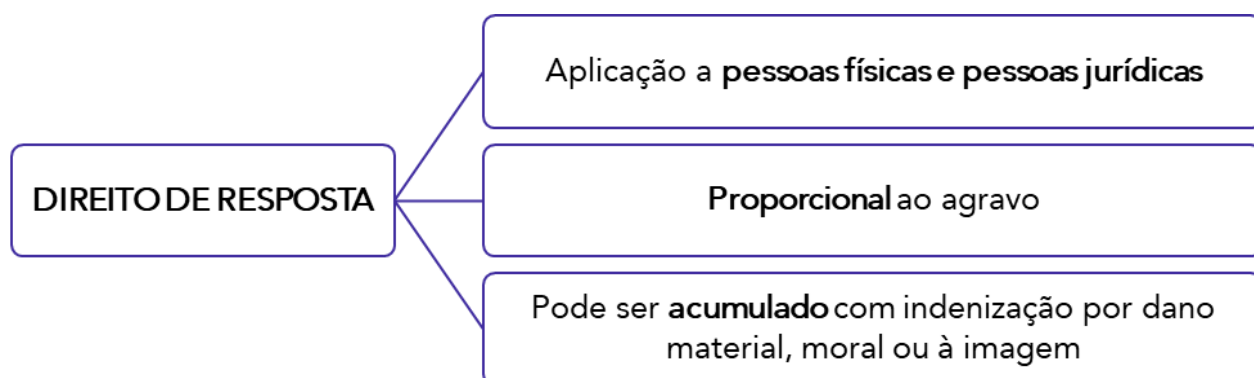 Aplicação a pessoas físicas e pessoas jurídicas
DIREITO DE RESPOSTA
Proporcional ao agravo
Pode ser acumulado com indenização por dano
material, moral ou à imagem